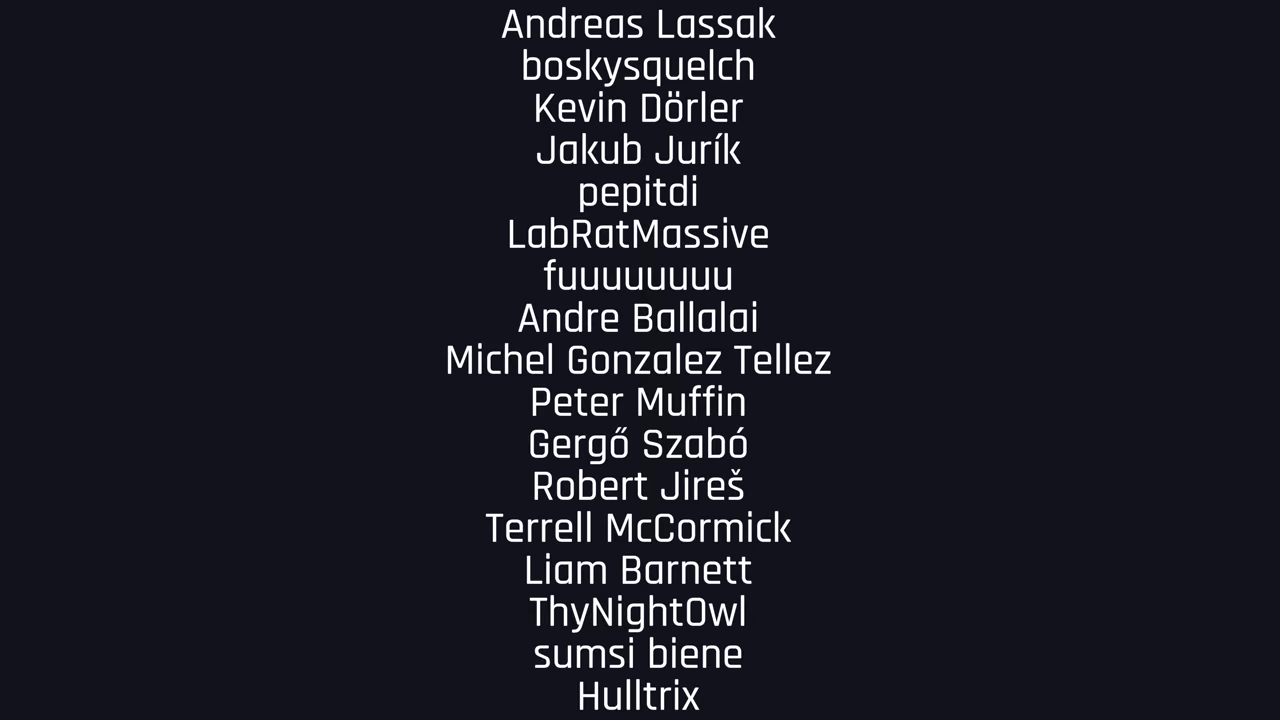 Andreas Lassak
boskysquelch
Kevin Dörler
Jakub Jurík
pepitdi
LabRatMassive
fuuuuuuuu
Andre Ballalai
Michel Gonzalez Tellez
Peter Muffin
Gergő Szabó
Robert Jireš
Terrell McCormick
Liam Barnett
ThyNightOwl
sumsi biene
Hulltrix